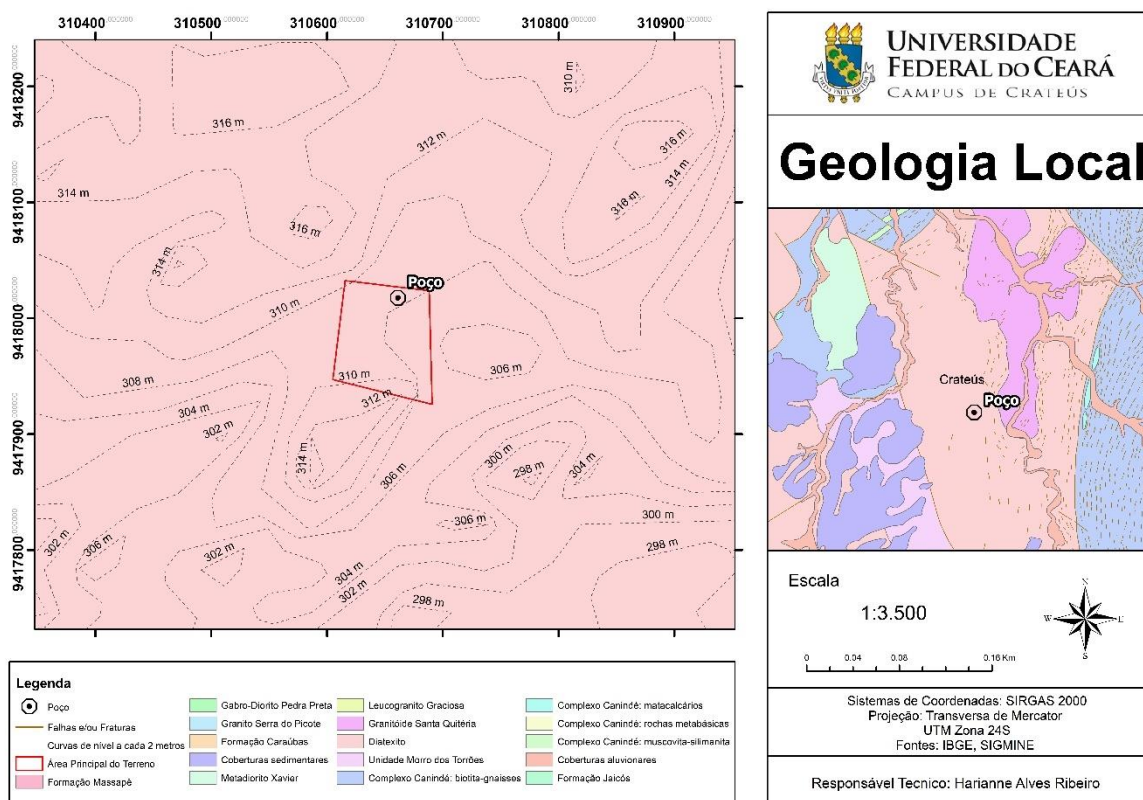 310400 310500 310600 310700 310800 310900
9418200
9418100
9418000
9417900
9417800
310 m
316 m
312 m
316 m
314 m
314 m
316 m
316 m
314 m
Poço
310 m
310 m
306 m
308 m
312 m
304 m
302 m
314 m
300 m
298 m
304 m
306 m
306 m
300 m
302 m
306 m
302 m
298 m
304 m
302 m
298 m
UNIVERSIDADE
FEDERAL DO CEARÁ
CAMPUS DE CRATEÚS
Geologia Local
Crateús
Poço
Escala
1:3.500
0 0.04 0.08 0.16 Km
N
W E
S
Sistemas de Coordenadas: SIRGAS 2000
Projeção: Transversa de Mercator
UTM Zona 24S
Fontes: IBGE, SIGMINE
Responsável Tecnico: Harianne Alves Ribeiro
Legenda
Poço
Falhas e/ou Fraturas
Curvas de nível a cada 2 metros
Área Principal do Terreno
Formação Massapê
Gabro-Diorito Pedra Preta
Granito Serra do Picote
Formação Caraúbas
Coberturas sedimentares
Metadiorito Xavier
Leucogranito Graciosa
Granitóide Santa Quitéria
Diatexito
Unidade Morro dos Torrões
Complexo Canindé: biotita-gnaisses
Complexo Canindé: matacalcários
Complexo Canindé: rochas metabásicas
Complexo Canindé: muscovita-silimanita
Coberturas aluvionares
Formação Jaicós